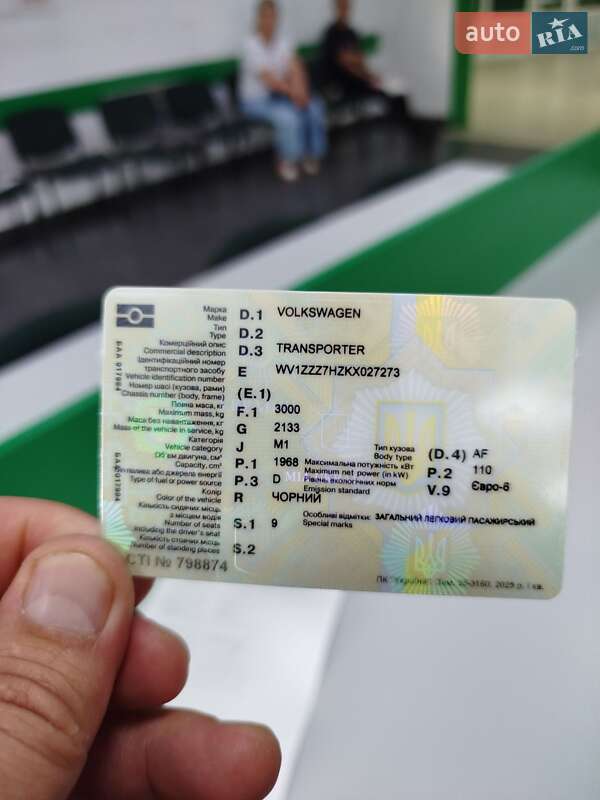 auto RIA .com
Марка
Make D.1 VOLKSWAGEN
Тип
Type D.2
Комерційний опис
Commercial description D.3 TRANSPORTER
Ідентифікаційний номер
транспортного засобу
Vehicle identification number E WV1ZZZ7HZKX027273
Номер шасі (кузова, рами)
Chassis number (body, frame) (E.1)
Повна маса, кг
Maximum mass, kg F.1 3000
Маса без навантаження, кг
Mass of the vehicle in service, kg G 2133
Категорія
Vehicle category J M1
Тип кузова
Body type (D.4) AF
Об'єм двигуна, см³
Capacity, cm³ P.1 1968
Максимальна потужність кВт
Maximum net power (in kW) P.2 110
Тип палива або джерела енергії
Type of fuel or power source P.3 D
Рівень екологічних норм
Emission standard V.9 Євро-6
Колір
Color of the vehicle R ЧОРНИЙ
Кількість сидячих місць
з місцем водія
Number of seats
including the driver's seat S.1 9
Особливі відмітки: ЗАГАЛЬНИЙ ЛЕГКОВИЙ ПАСАЖИРСЬКИЙ
Special marks
Кількість стоячих місць
Number of standing places S.2
СТІ № 798874